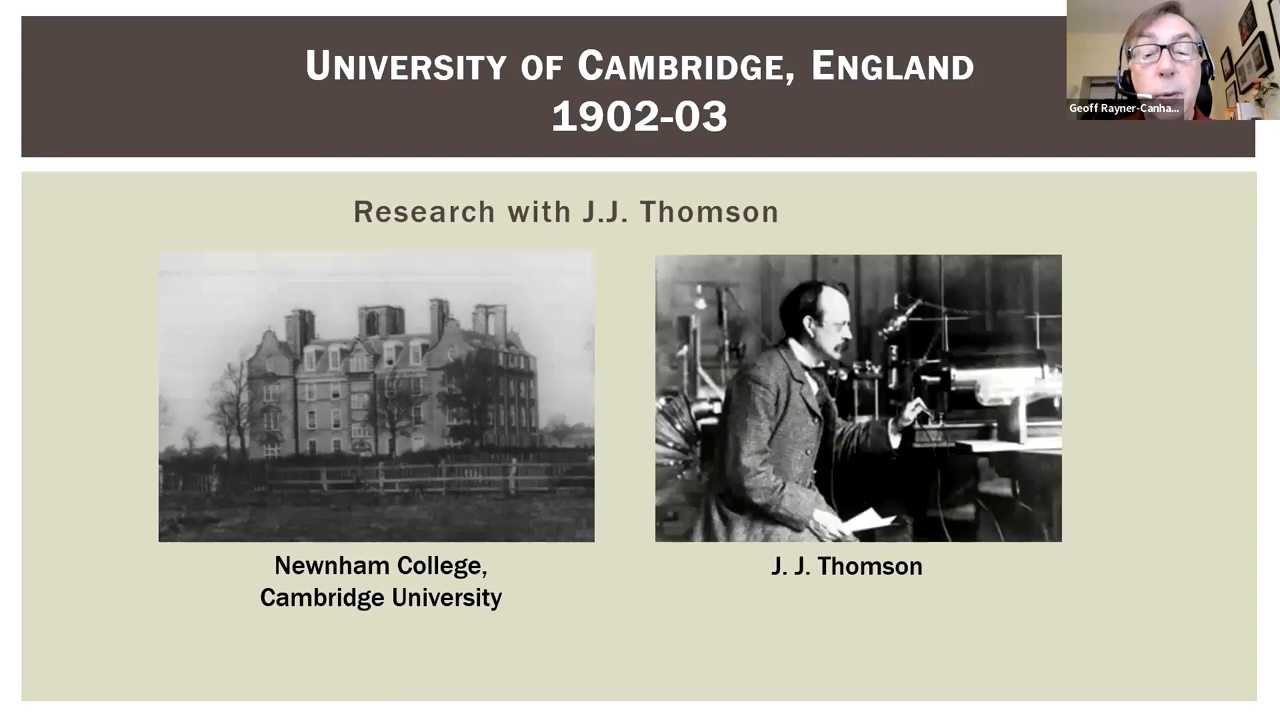 UNIVERSITY OF CAMBRIDGE, ENGLAND
1902-03
Geoff Rayner-Canha...
Research with J.J. Thomson
Newnham College,
Cambridge University
J. J. Thomson